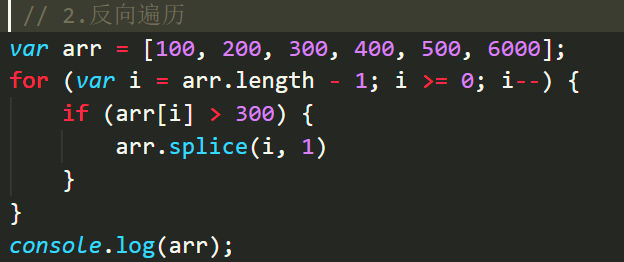 // 2.反向遍历
var arr = [100, 200, 300, 400, 500, 6000];
for (var i = arr.length - 1; i >= 0; i--) {
    if (arr[i] > 300) {
        arr.splice(i, 1)
    }
}
console.log(arr);